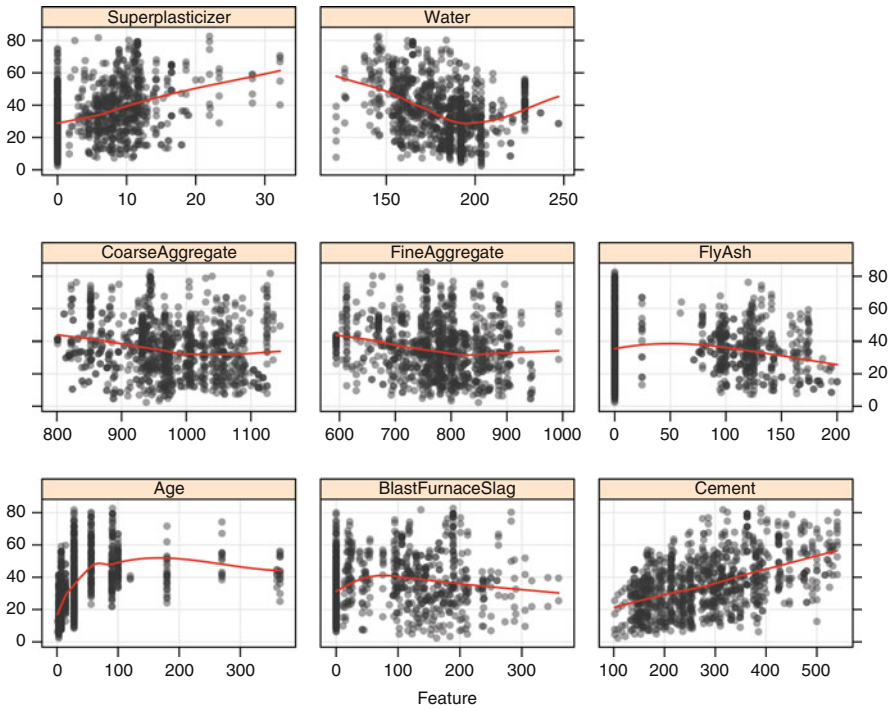 Superplasticizer Water
80
60
40
20
0
0 10 20 30 150 200 250
CoarseAggregate FineAggregate FlyAsh
80
60
40
20
0
800 900 1000 1100 600 700 800 900 1000 0 50 100 150 200
Age BlastFurnaceSlag Cement
80
60
40
20
0
0 100 200 300 0 100 200 300 100 200 300 400 500
Feature